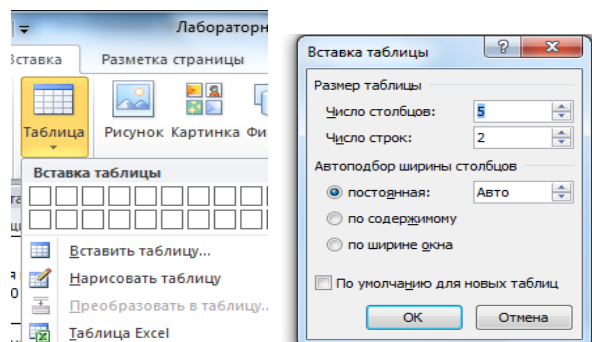 Лабораторн
Вставка Разметка страницы
Таблица Рисунок Картинка Фи
Вставка таблицы
Вставить таблицу...
Нарисовать таблицу
Преобразовать в таблицу...
Таблица Excel
Вставка таблицы
Размер таблицы
Число столбцов: 5
Число строк: 2
Автоподбор ширины столбцов
постоянная: Авто
по содержимому
по ширине окна
По умолчанию для новых таблиц
ОК Отмена